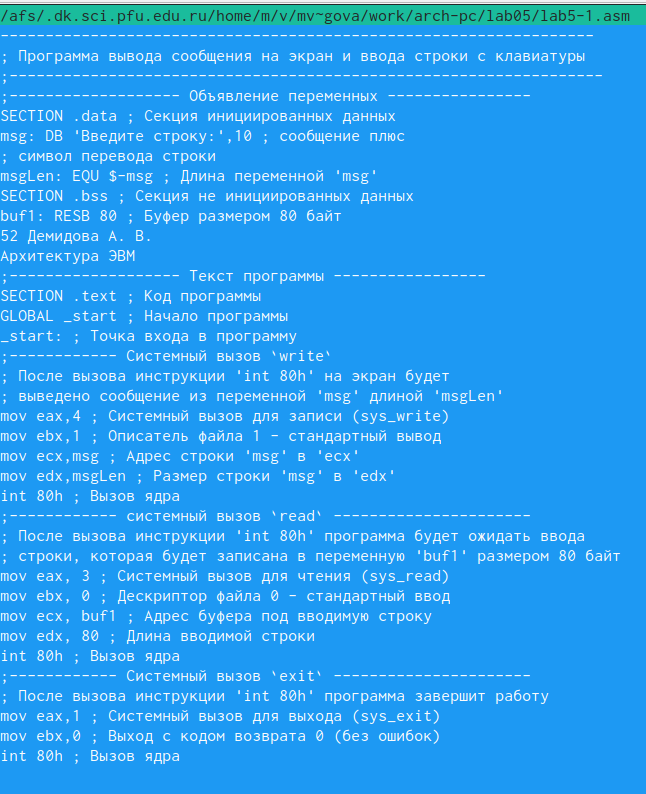 /afs/.dk.sci.pfu.edu.ru/home/m/v/mv~gova/work/arch-pc/lab05/lab5-1.asm
------------------------------------------------------------------
; Программа вывода сообщения на экран и ввода строки с клавиатуры
;------------------------------------------------------------------
;------------------- Объявление переменных ----------------
SECTION .data ; Секция инициированных данных
msg: DB 'Введите строку:',10 ; сообщение плюс
; символ перевода строки
msgLen: EQU $-msg ; Длина переменной 'msg'
SECTION .bss ; Секция не инициированных данных
buf1: RESB 80 ; Буфер размером 80 байт
52 Демидова А. В.
Архитектура ЭВМ
;------------------- Текст программы -----------------
SECTION .text ; Код программы
GLOBAL _start ; Начало программы
_start: ; Точка входа в программу
;------------ Системный вызов `write`
; После вызова инструкции 'int 80h' на экран будет
; выведено сообщение из переменной 'msg' длиной 'msgLen'
mov eax,4 ; Системный вызов для записи (sys_write)
mov ebx,1 ; Описатель файла 1 - стандартный вывод
mov ecx,msg ; Адрес строки 'msg' в 'ecx'
mov edx,msgLen ; Размер строки 'msg' в 'edx'
int 80h ; Вызов ядра
;------------ системный вызов `read` ----------------------
; После вызова инструкции 'int 80h' программа будет ожидать ввода
; строки, которая будет записана в переменную 'buf1' размером 80 байт
mov eax, 3 ; Системный вызов для чтения (sys_read)
mov ebx, 0 ; Дескриптор файла 0 - стандартный ввод
mov ecx, buf1 ; Адрес буфера под вводимую строку
mov edx, 80 ; Длина вводимой строки
int 80h ; Вызов ядра
;------------ Системный вызов `exit` ----------------------
; После вызова инструкции 'int 80h' программа завершит работу
mov eax,1 ; Системный вызов для выхода (sys_exit)
mov ebx,0 ; Выход с кодом возврата 0 (без ошибок)
int 80h ; Вызов ядра